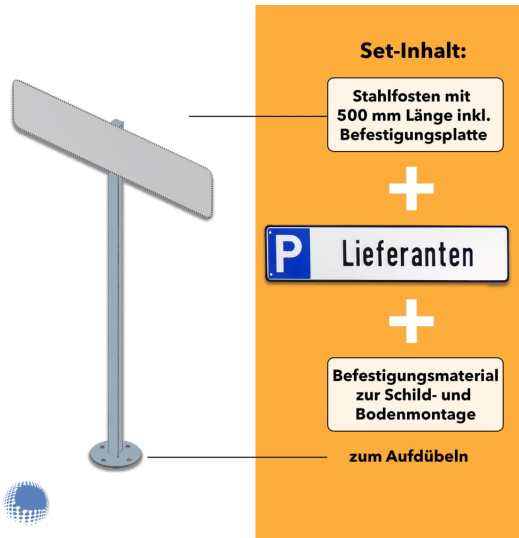 Set-Inhalt:
Stahlfosten mit
500 mm Länge inkl.
Befestigungsplatte
+
P Lieferanten
+
Befestigungsmaterial
zur Schild- und
Bodenmontage
zum Aufdübeln